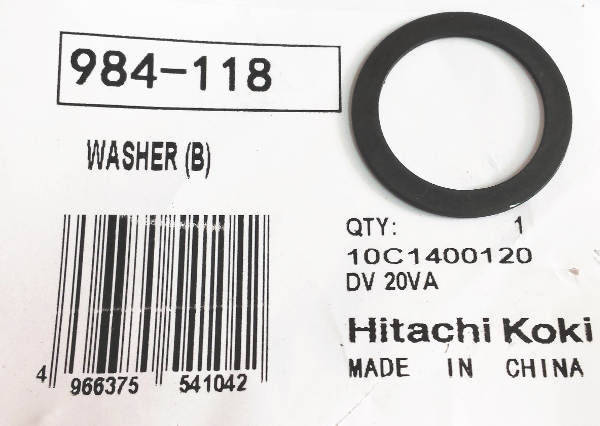 984-118
WASHER (B)
QTY: 1
10C1400120
DV 20VA
Hitachi Koki
MADE IN CHINA
4 966375 541042